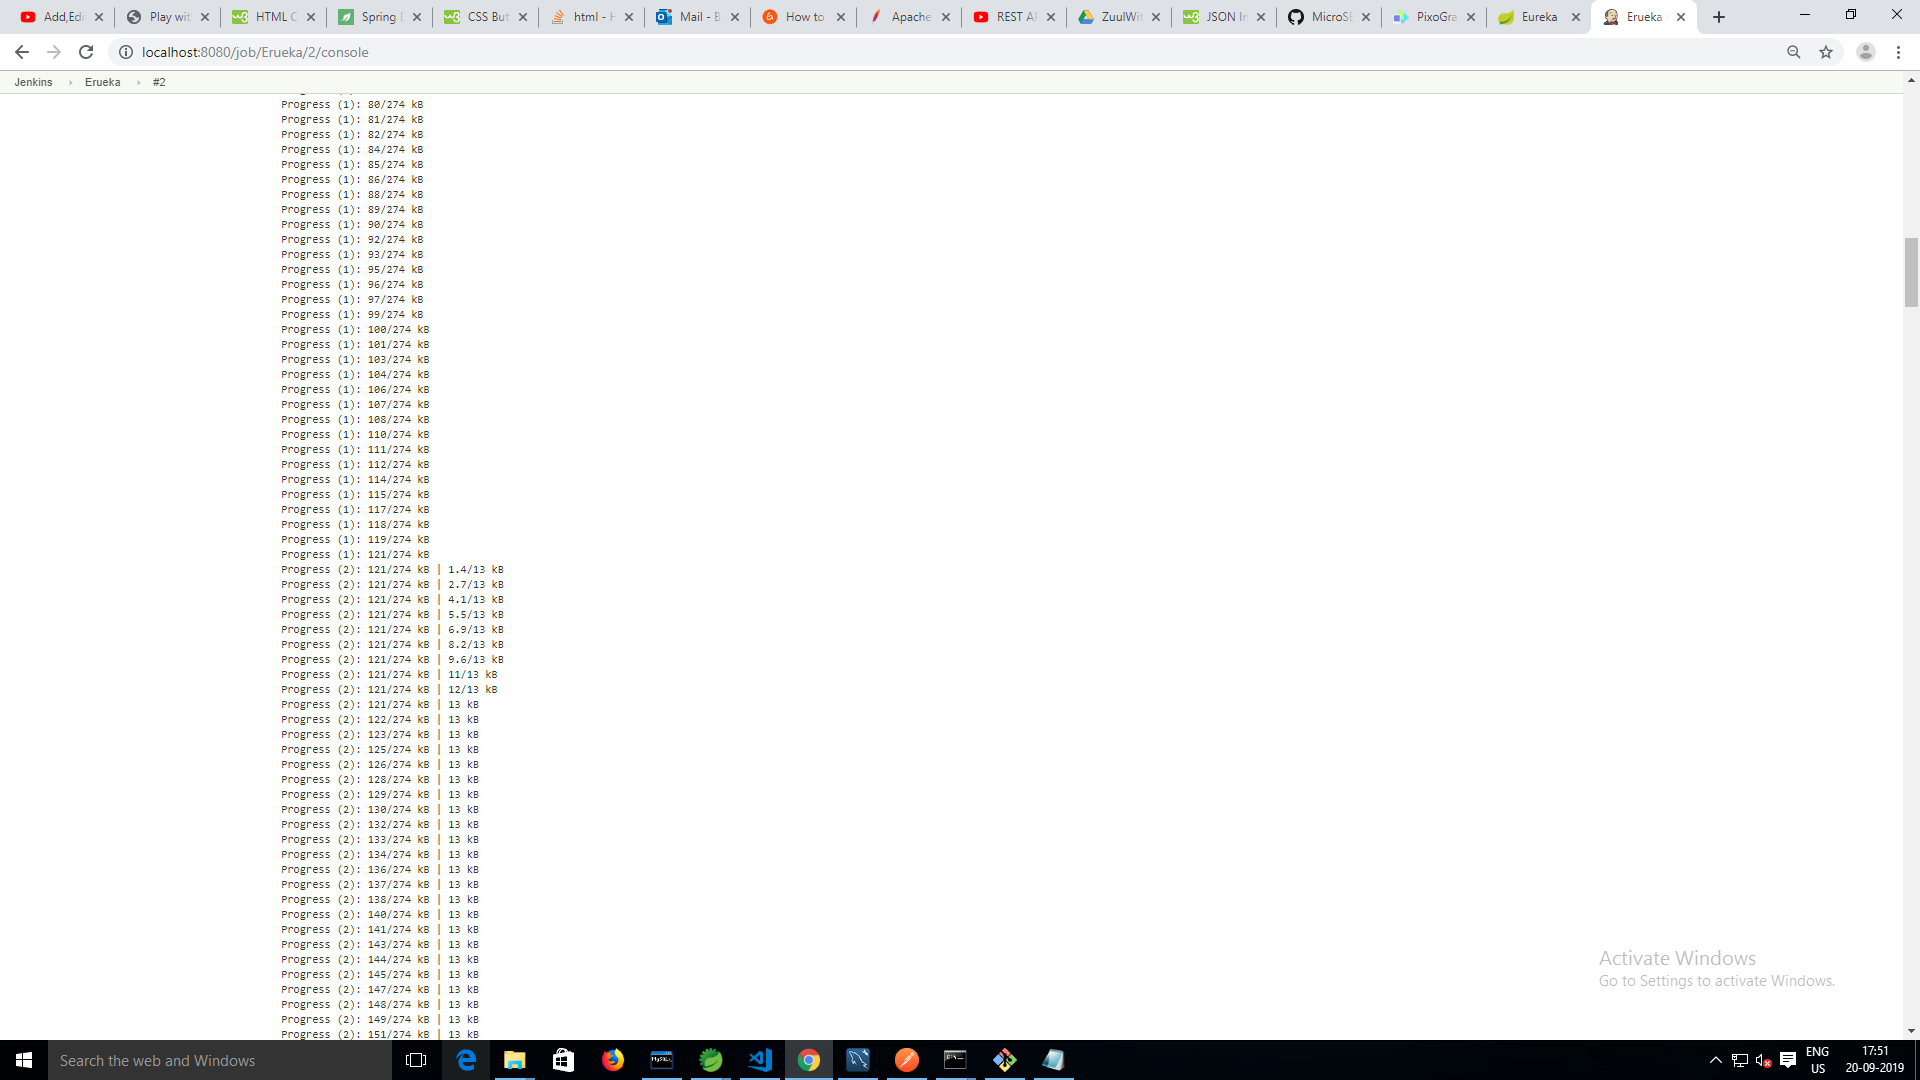 Add,Edi
Play wit
HTML C
Spring D
CSS But
html - H
Mail - B
How to
Apache
REST AP
ZuulWit
JSON In
MicroSE
PixoGra
Eureka
Erueka
localhost:8080/job/Erueka/2/console
Jenkins Erueka #2
Progress (1): 80/274 kB
Progress (1): 81/274 kB
Progress (1): 82/274 kB
Progress (1): 84/274 kB
Progress (1): 85/274 kB
Progress (1): 86/274 kB
Progress (1): 88/274 kB
Progress (1): 89/274 kB
Progress (1): 90/274 kB
Progress (1): 92/274 kB
Progress (1): 93/274 kB
Progress (1): 95/274 kB
Progress (1): 96/274 kB
Progress (1): 97/274 kB
Progress (1): 99/274 kB
Progress (1): 100/274 kB
Progress (1): 101/274 kB
Progress (1): 103/274 kB
Progress (1): 104/274 kB
Progress (1): 106/274 kB
Progress (1): 107/274 kB
Progress (1): 108/274 kB
Progress (1): 110/274 kB
Progress (1): 111/274 kB
Progress (1): 112/274 kB
Progress (1): 114/274 kB
Progress (1): 115/274 kB
Progress (1): 117/274 kB
Progress (1): 118/274 kB
Progress (1): 119/274 kB
Progress (1): 121/274 kB
Progress (2): 121/274 kB | 1.4/13 kB
Progress (2): 121/274 kB | 2.7/13 kB
Progress (2): 121/274 kB | 4.1/13 kB
Progress (2): 121/274 kB | 5.5/13 kB
Progress (2): 121/274 kB | 6.9/13 kB
Progress (2): 121/274 kB | 8.2/13 kB
Progress (2): 121/274 kB | 9.6/13 kB
Progress (2): 121/274 kB | 11/13 kB
Progress (2): 121/274 kB | 12/13 kB
Progress (2): 121/274 kB | 13 kB
Progress (2): 122/274 kB | 13 kB
Progress (2): 123/274 kB | 13 kB
Progress (2): 125/274 kB | 13 kB
Progress (2): 126/274 kB | 13 kB
Progress (2): 128/274 kB | 13 kB
Progress (2): 129/274 kB | 13 kB
Progress (2): 130/274 kB | 13 kB
Progress (2): 132/274 kB | 13 kB
Progress (2): 133/274 kB | 13 kB
Progress (2): 134/274 kB | 13 kB
Progress (2): 136/274 kB | 13 kB
Progress (2): 137/274 kB | 13 kB
Progress (2): 138/274 kB | 13 kB
Progress (2): 140/274 kB | 13 kB
Progress (2): 141/274 kB | 13 kB
Progress (2): 143/274 kB | 13 kB
Progress (2): 144/274 kB | 13 kB
Progress (2): 145/274 kB | 13 kB
Progress (2): 147/274 kB | 13 kB
Progress (2): 148/274 kB | 13 kB
Progress (2): 149/274 kB | 13 kB
Progress (2): 151/274 kB | 13 kB
Activate Windows
Go to Settings to activate Windows.
Search the web and Windows
ENG
US
17:51
20-09-2019